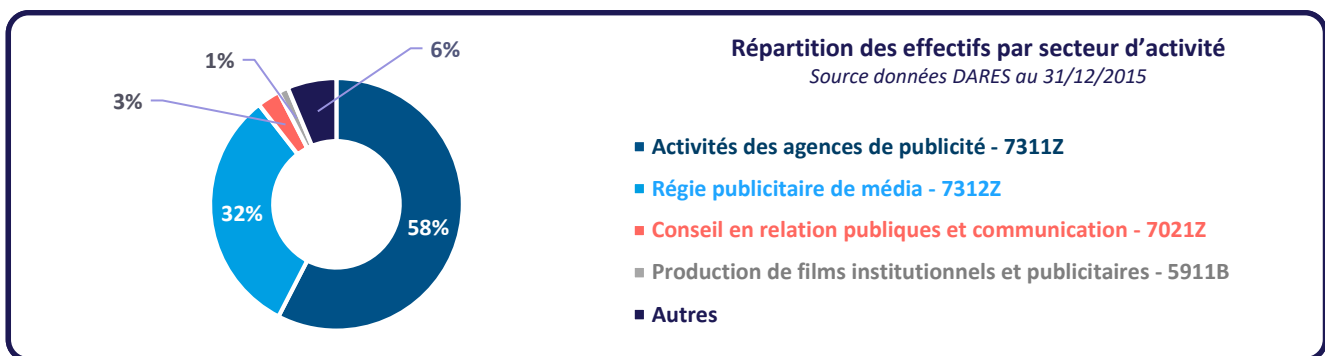 Répartition des effectifs par secteur d’activité
Source données DARES au 31/12/2015
6%
1%
3%
32%
58%
Activités des agences de publicité - 7311Z
Régie publicitaire de média - 7312Z
Conseil en relation publiques et communication - 7021Z
Production de films institutionnels et publicitaires - 5911B
Autres